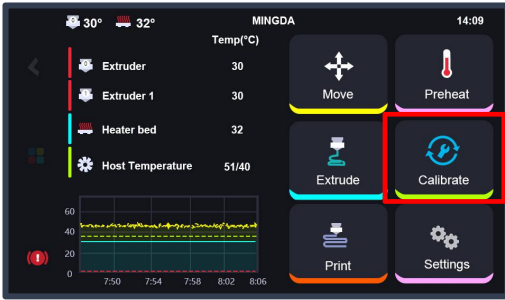 30° 32° MINGDA 14:09
Temp(°C)
Extruder 30
Extruder 1 30
Heater bed 32
Host Temperature 51/40
Move
Preheat
Extrude
Calibrate
Print
Settings
60
40
20
0
7:50 7:54 7:58 8:02 8:06